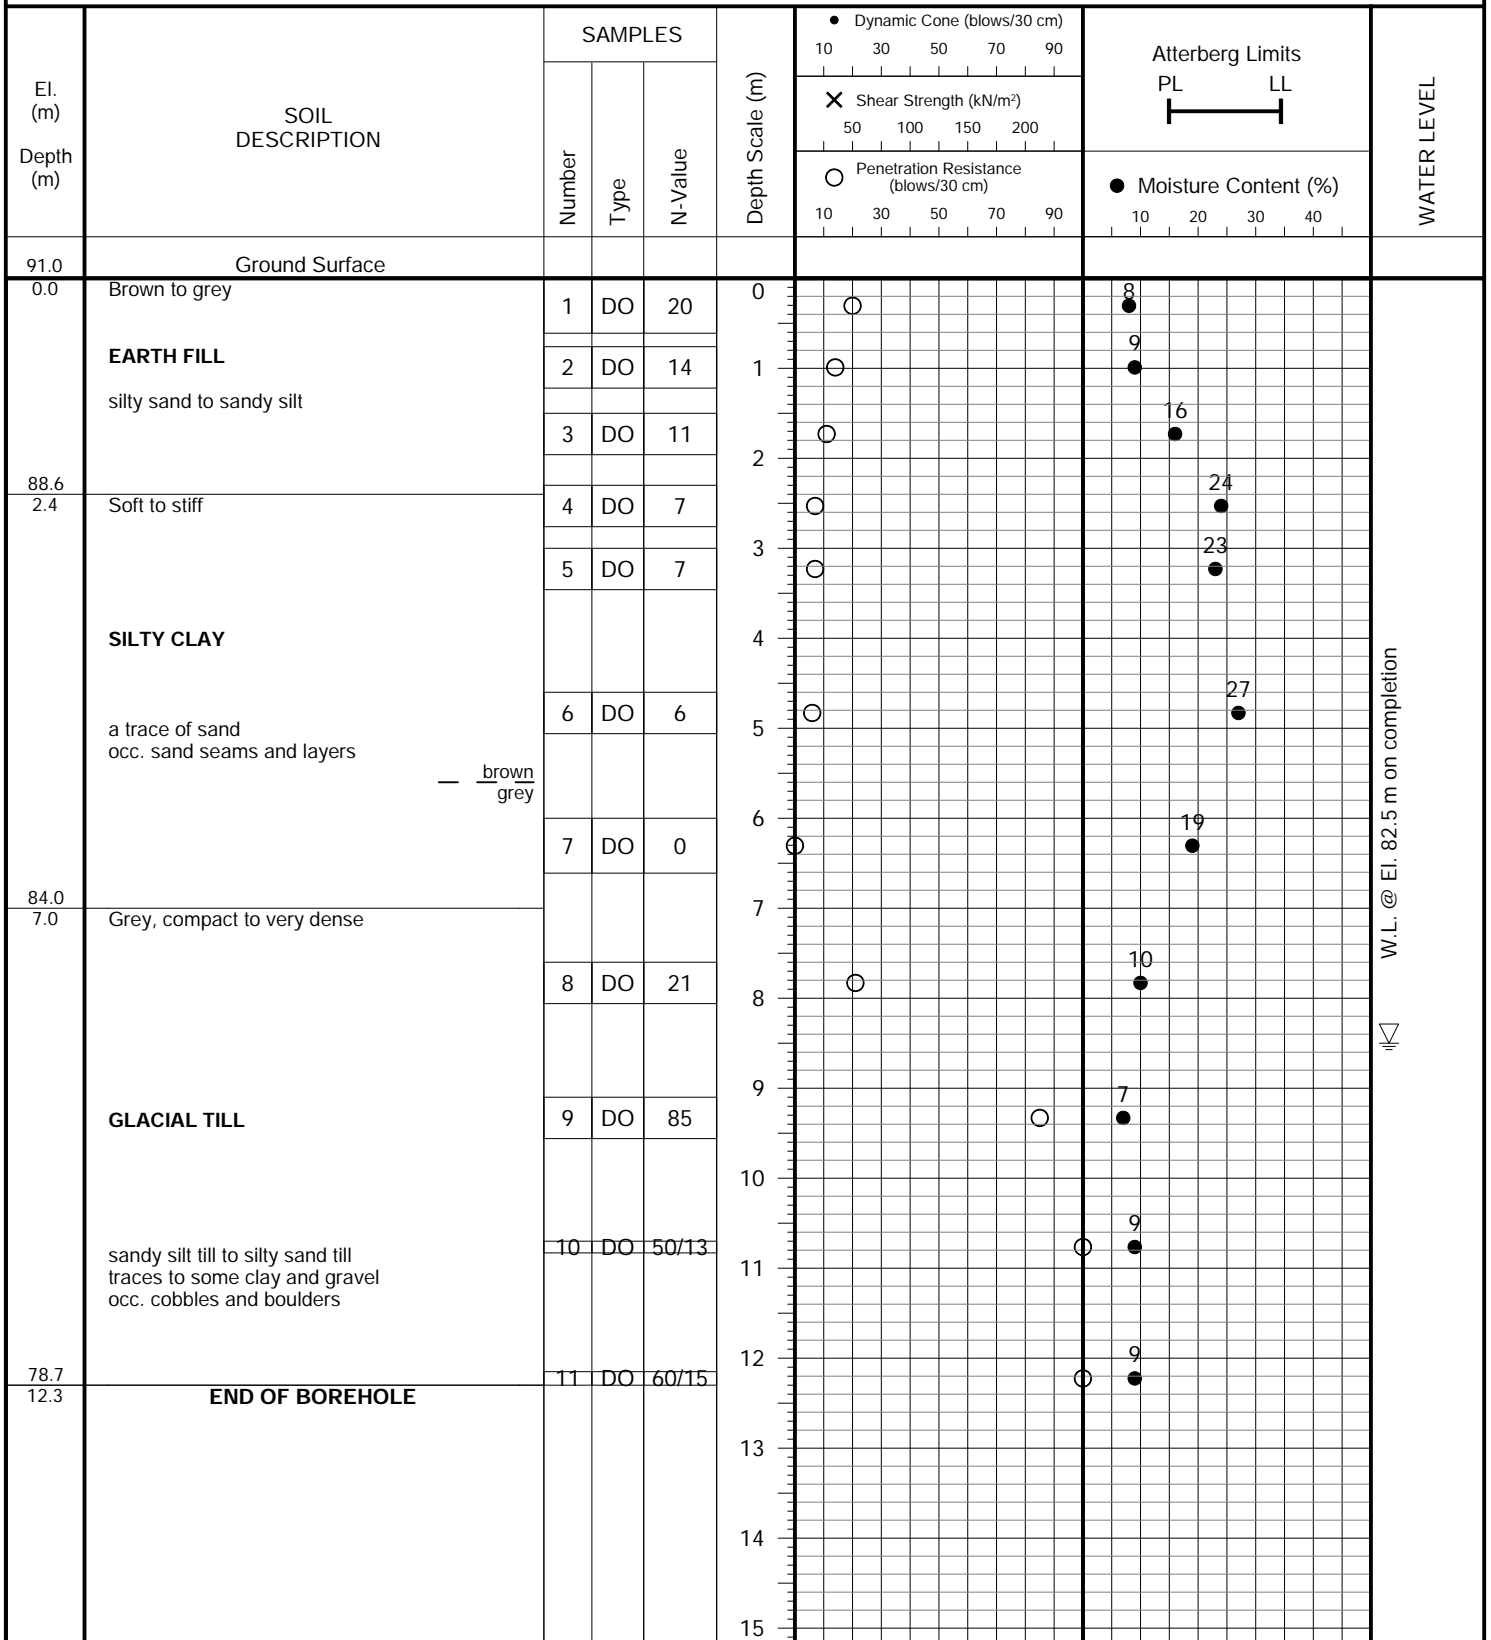 El.
(m)
Depth
(m)
SOIL
DESCRIPTION
SAMPLES
Number
Type
N-Value
Depth Scale (m)
Dynamic Cone (blows/30 cm)
10 30 50 70 90
Shear Strength (kN/m²)
50 100 150 200
Penetration Resistance
(blows/30 cm)
10 30 50 70 90
Atterberg Limits
PL LL
Moisture Content (%)
10 20 30 40
WATER LEVEL
91.0 Ground Surface
0.0 Brown to grey
0
1 DO 20
8
EARTH FILL
9
2 DO 14
1
silty sand to sandy silt
16
3 DO 11
2
88.6
24
2.4 Soft to stiff
4 DO 7
23
3
5 DO 7
SILTY CLAY
4
27
6 DO 6
a trace of sand
5
occ. sand seams and layers
brown
grey
6
19
7 DO 0
84.0
7
7.0 Grey, compact to very dense
10
8 DO 21
8
W.L. @ El. 82.5 m on completion
9
7
GLACIAL TILL
9 DO 85
10
9
10 DO 50/13
sandy silt till to silty sand till
11
traces to some clay and gravel
occ. cobbles and boulders
12
9
78.7
11 DO 60/15
12.3 END OF BOREHOLE
13
14
15